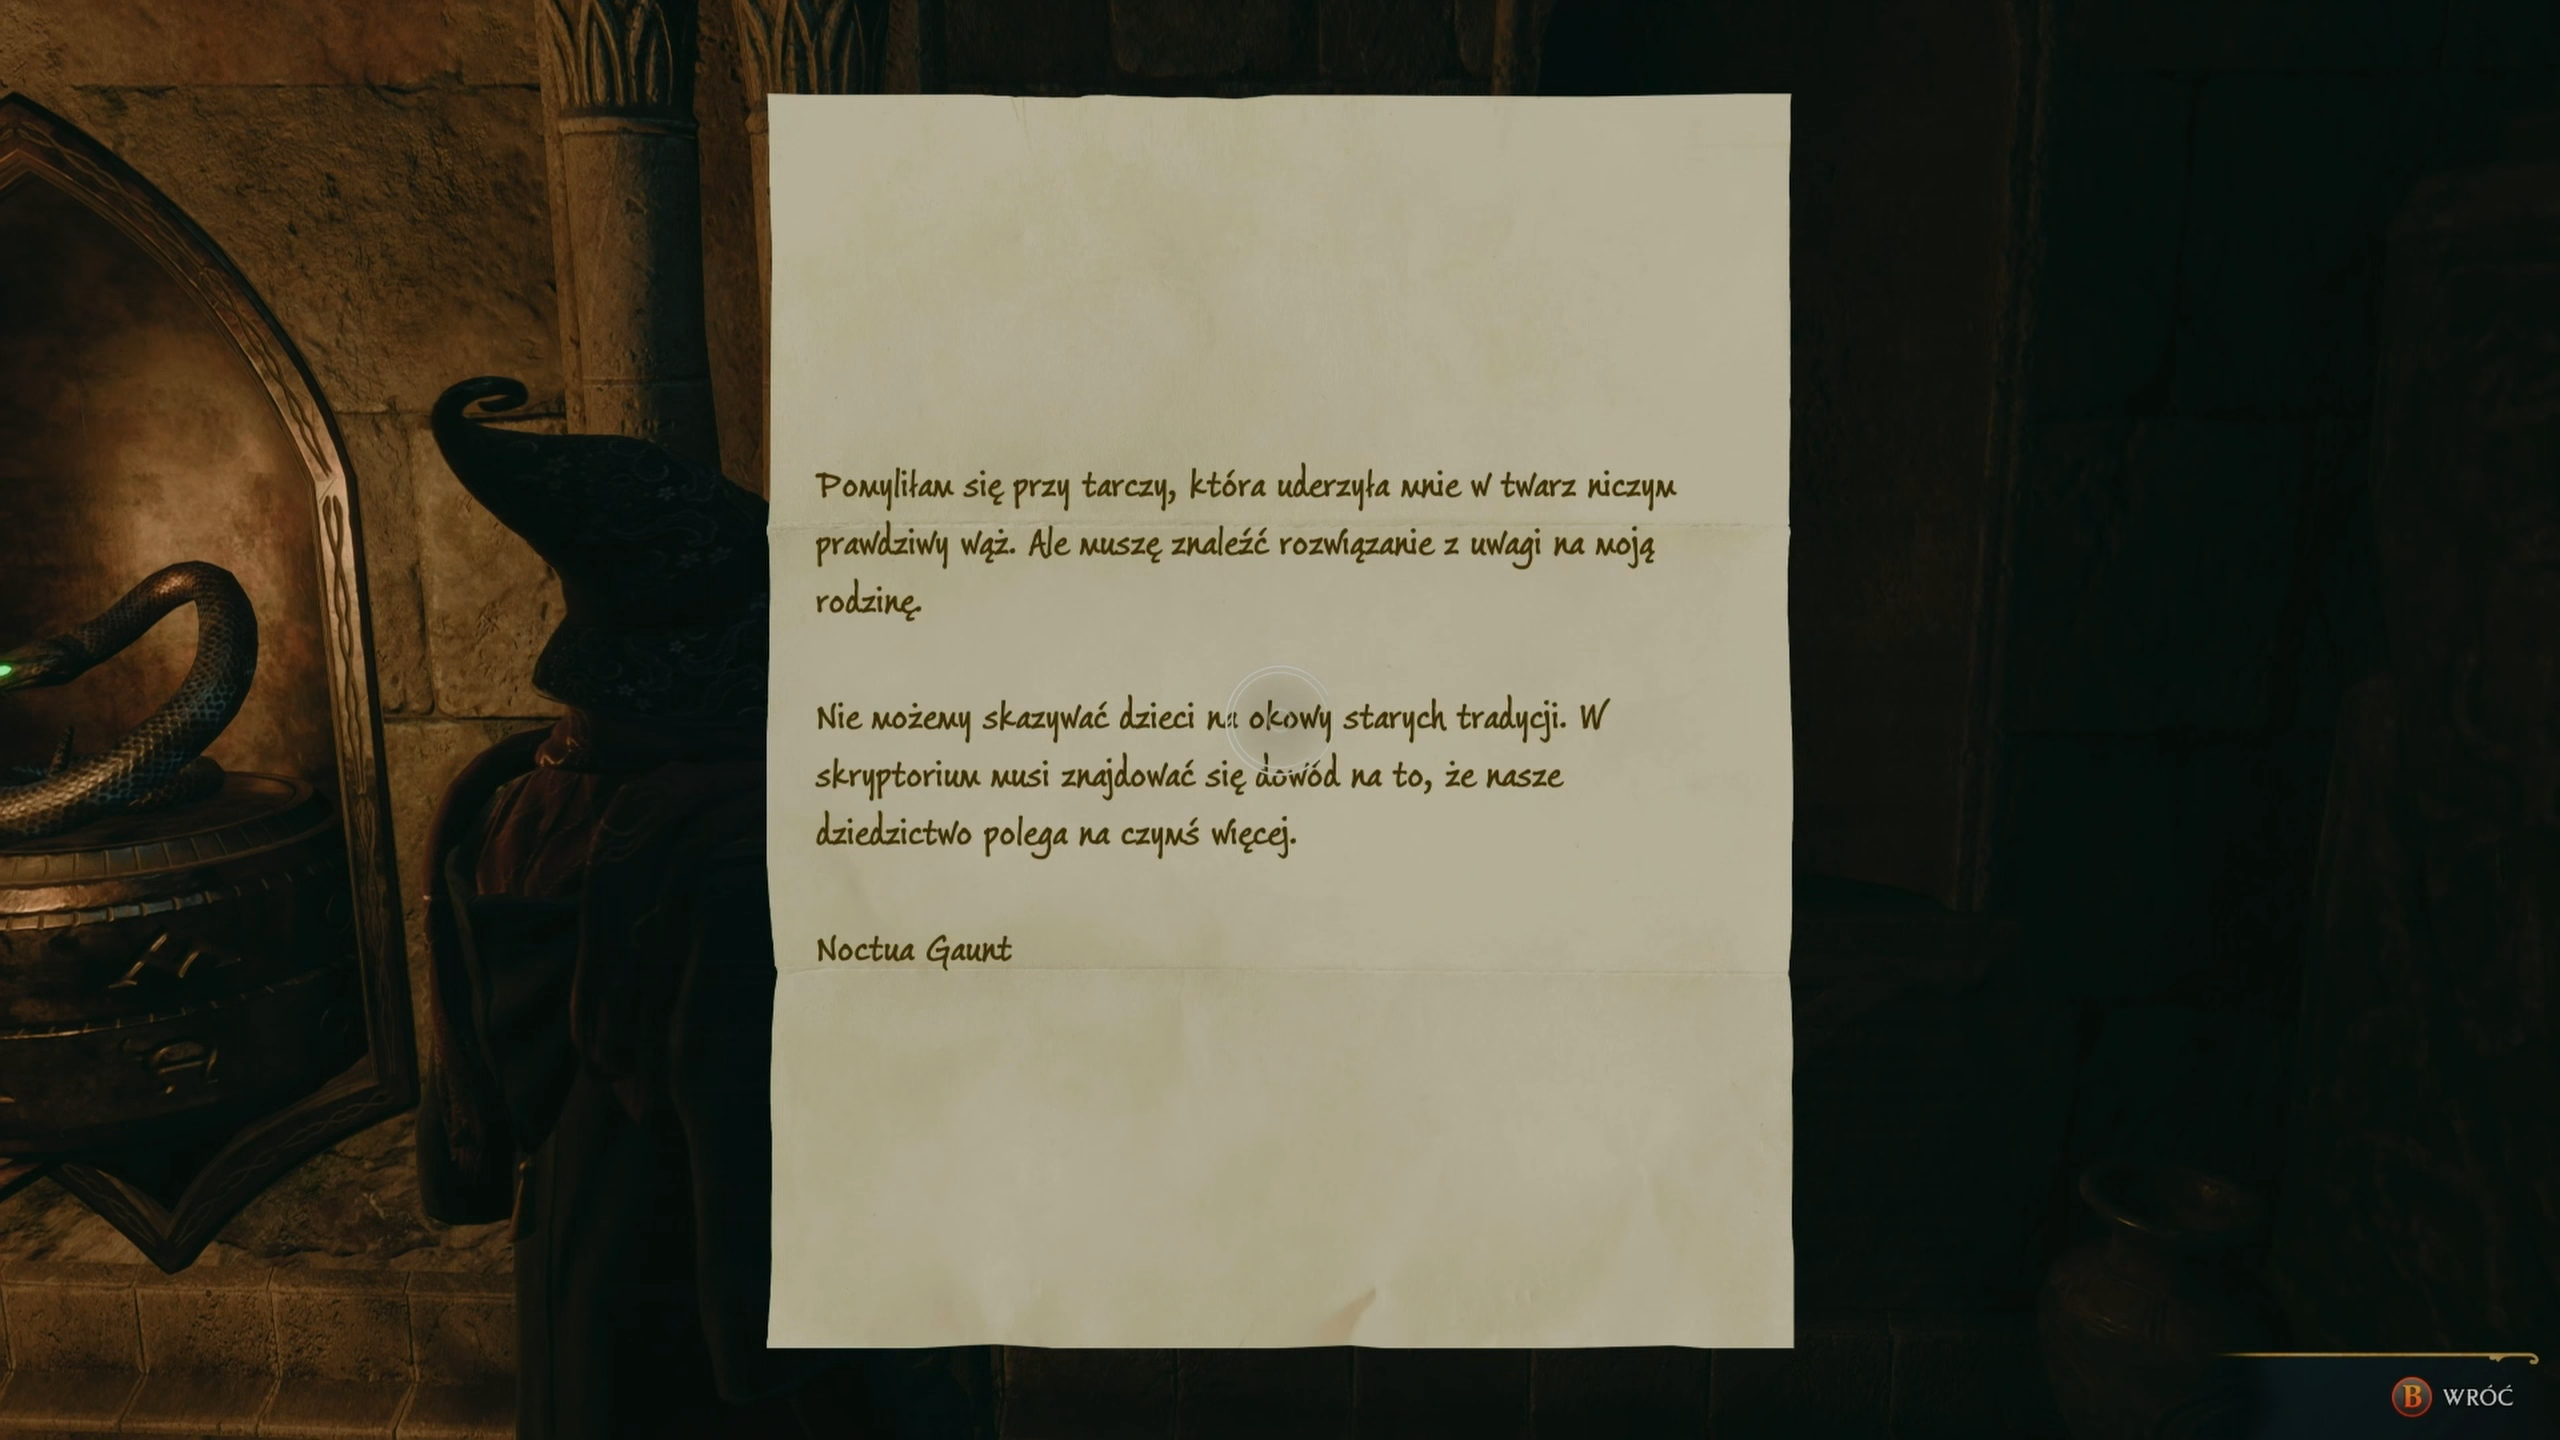 Pomyliłam się przy tarczy, która uderzyła mnie w twarz niczym
prawdziwy wąż. Ale muszę znaleźć rozwiązanie z uwagi na moją
rodzinę.
Nie możemy skazywać dzieci na okowy starych tradycji. W
skryptorium musi znajdować się dowód na to, że nasze
dziedzictwo polega na czymś więcej.
Noctua Gaunt
B WRÓĆ